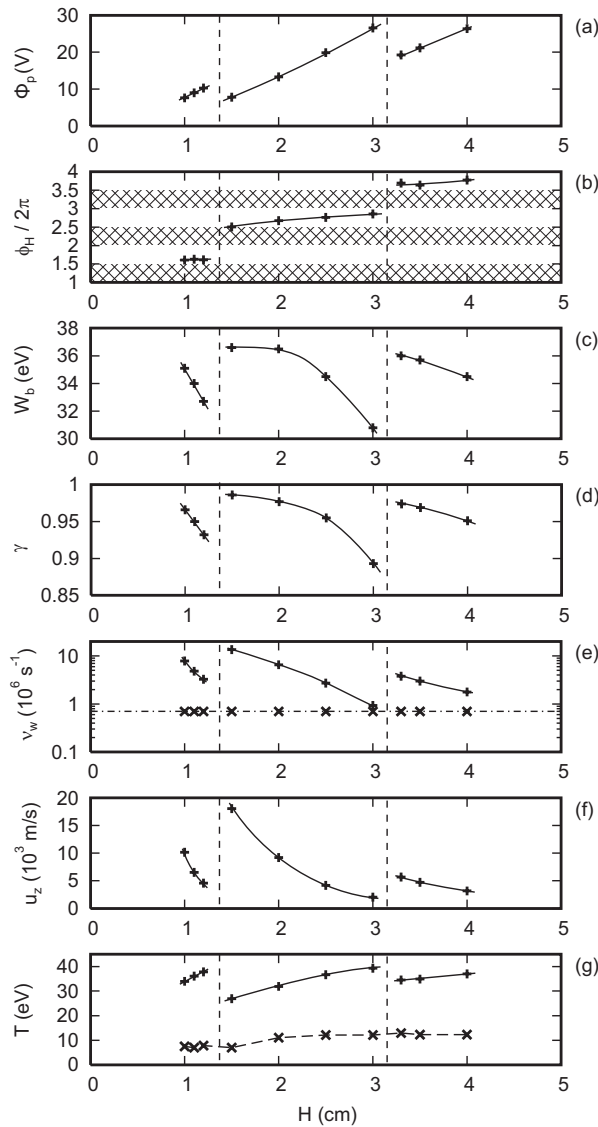 30
20
10
0
Φp (V)
(a)
0 1 2 3 4 5
4
3.5
3
2.5
2
1.5
1
ϕH / 2π
(b)
0 1 2 3 4 5
38
36
34
32
30
Wb (eV)
(c)
0 1 2 3 4 5
1
0.95
0.9
0.85
γ
(d)
0 1 2 3 4 5
10
1
0.1
νw (10⁶ s⁻¹)
(e)
0 1 2 3 4 5
20
15
10
5
0
uz (10³ m/s)
(f)
0 1 2 3 4 5
40
30
20
10
0
T (eV)
(g)
0 1 2 3 4 5
H (cm)